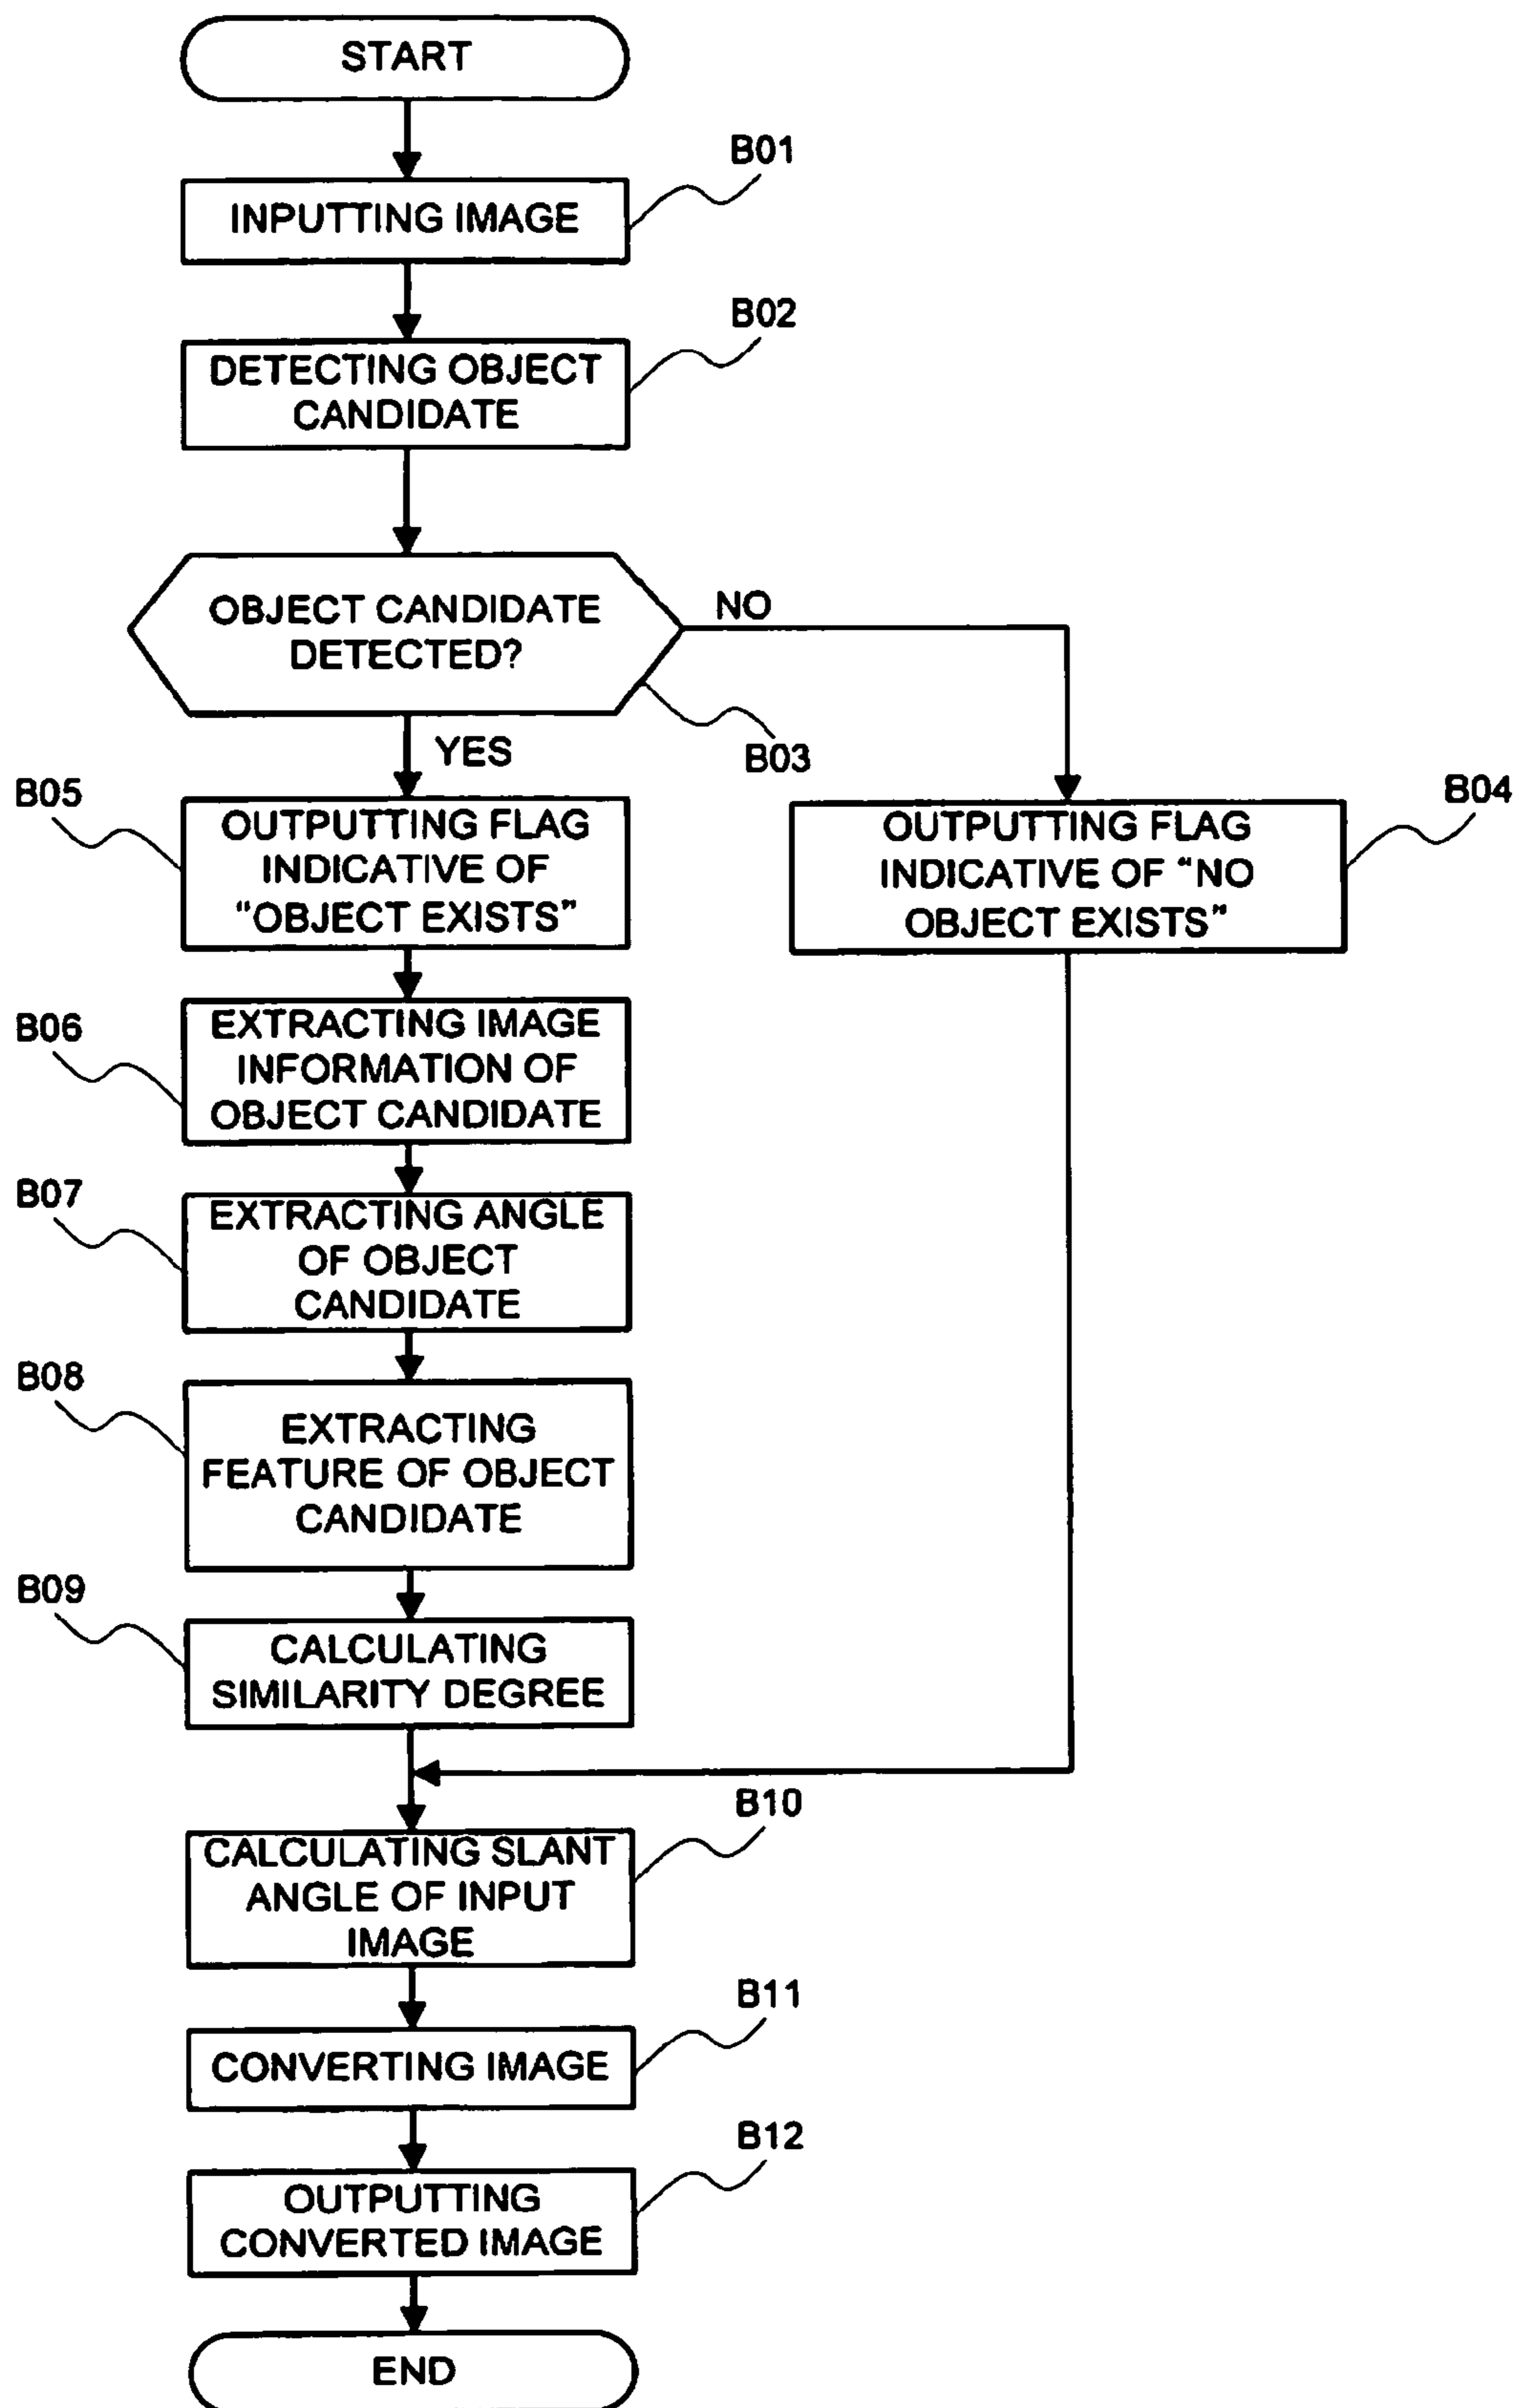 START
B01
INPUTTING IMAGE
B02
DETECTING OBJECT
CANDIDATE
OBJECT CANDIDATE
DETECTED?
NO
B03
YES
B05
OUTPUTTING FLAG
INDICATIVE OF
"OBJECT EXISTS"
B04
OUTPUTTING FLAG
INDICATIVE OF "NO
OBJECT EXISTS"
B06
EXTRACTING IMAGE
INFORMATION OF
OBJECT CANDIDATE
B07
EXTRACTING ANGLE
OF OBJECT
CANDIDATE
B08
EXTRACTING
FEATURE OF OBJECT
CANDIDATE
B09
CALCULATING
SIMILARITY DEGREE
B10
CALCULATING SLANT
ANGLE OF INPUT
IMAGE
B11
CONVERTING IMAGE
B12
OUTPUTTING
CONVERTED IMAGE
END